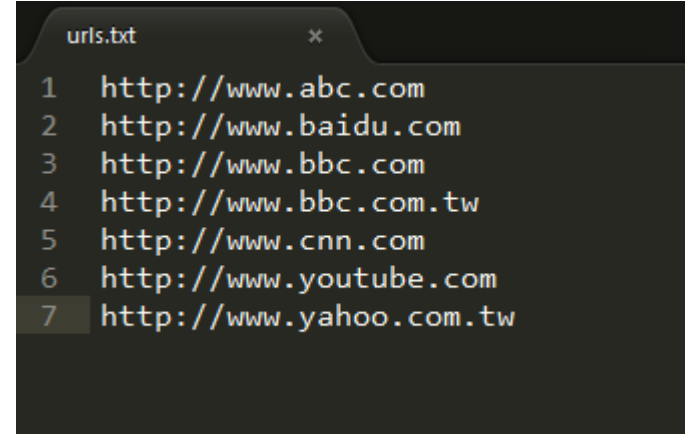 urls.txt ×
1 http://www.abc.com
2 http://www.baidu.com
3 http://www.bbc.com
4 http://www.bbc.com.tw
5 http://www.cnn.com
6 http://www.youtube.com
7 http://www.yahoo.com.tw